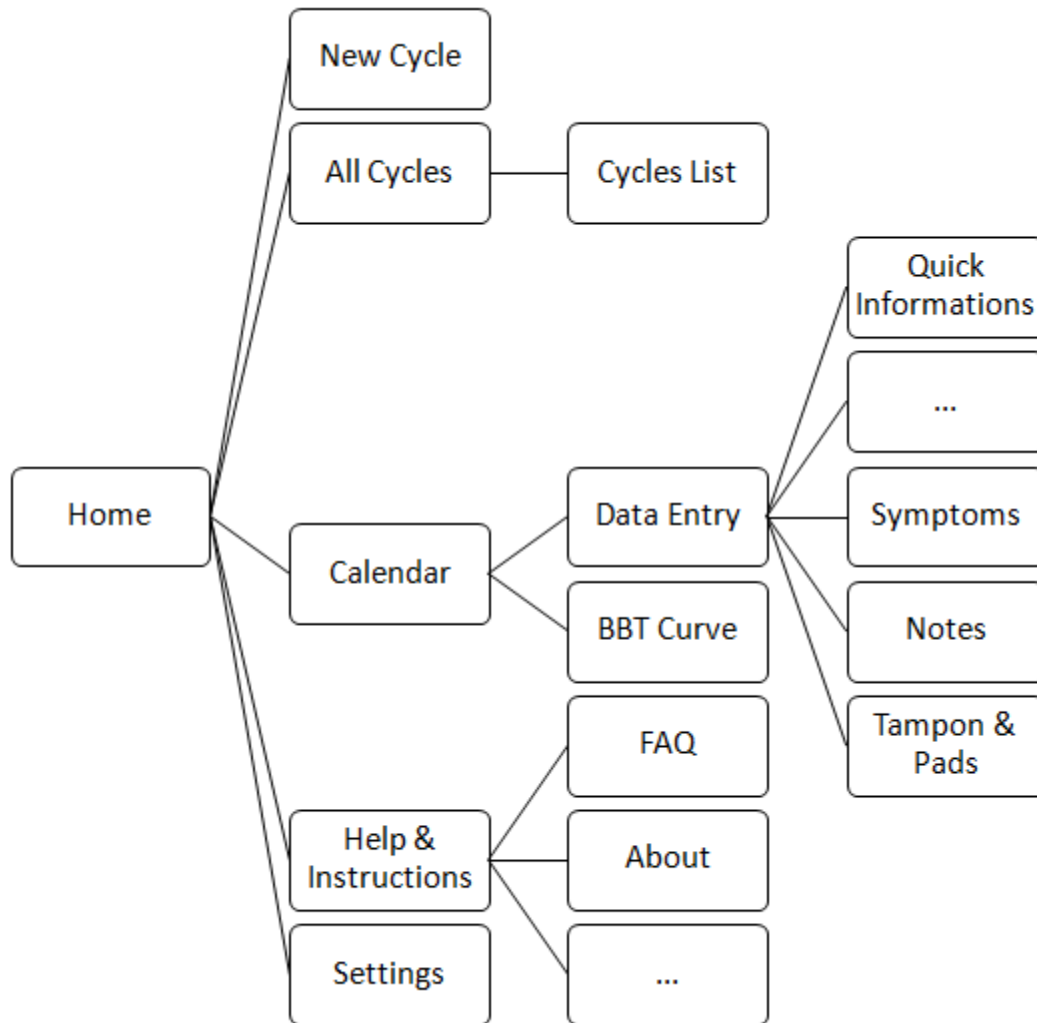 New Cycle
All Cycles
Cycles List
Quick
Informations
...
Home
Data Entry
Symptoms
Calendar
BBT Curve
Notes
FAQ
Tampon &
Pads
Help &
Instructions
About
Settings
...